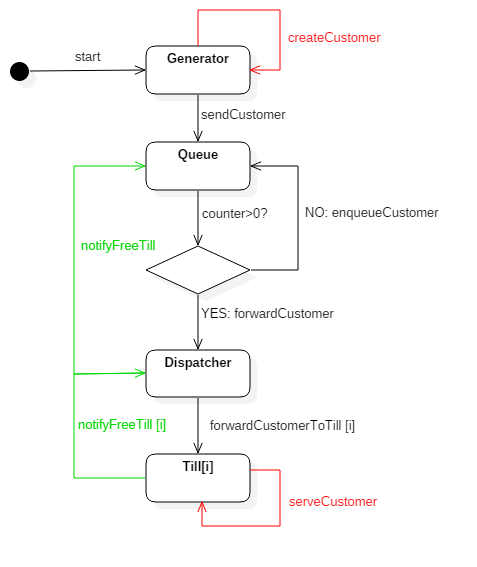 Generator
createCustomer
start
sendCustomer
Queue
counter>0?
NO: enqueueCustomer
notifyFreeTill
YES: forwardCustomer
Dispatcher
notifyFreeTill [i]
forwardCustomerToTill [i]
Till[i]
serveCustomer